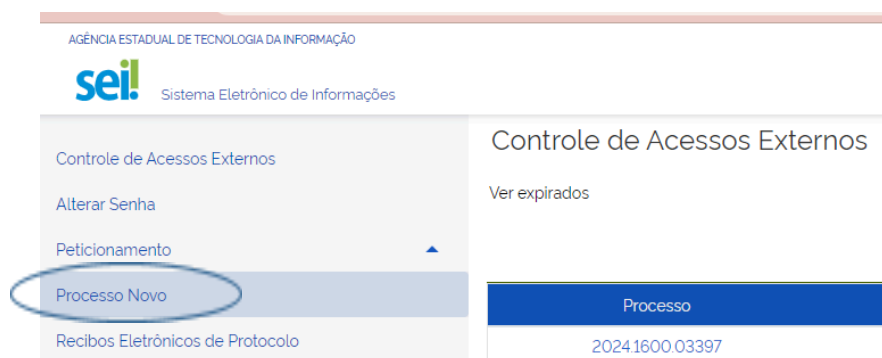 AGÊNCIA ESTADUAL DE TECNOLOGIA DA INFORMAÇÃO
sei!
Sistema Eletrônico de Informações
Controle de Acessos Externos
Alterar Senha
Peticionamento
Processo Novo
Recibos Eletrônicos de Protocolo
Controle de Acessos Externos
Ver expirados
Processo
2024.1600.03397